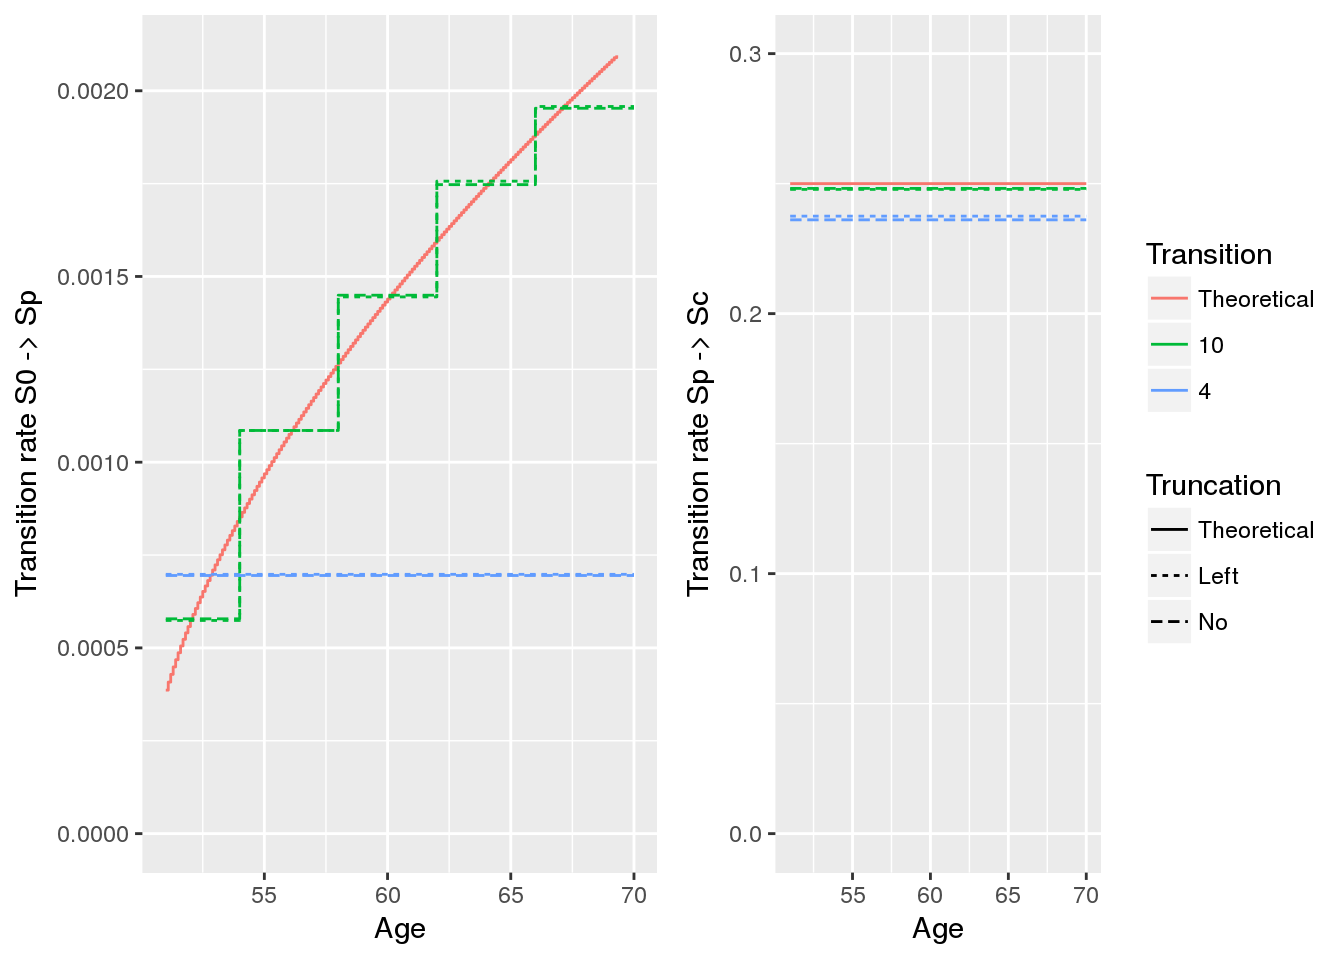 Transition rate S0 -> Sp
0.0020
0.0015
0.0010
0.0005
0.0000
55 60 65 70
Age
Transition rate Sp -> Sc
0.3
0.2
0.1
0.0
55 60 65 70
Age
Transition
Theoretical
10
4
Truncation
Theoretical
Left
No